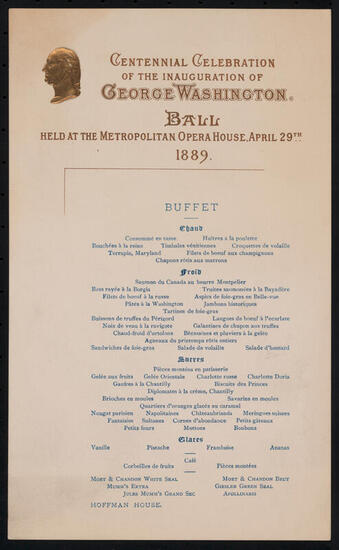 CENTENNIAL CELEBRATION
OF THE INAUGURATION OF
GEORGE WASHINGTON.
BALL
HELD AT THE METROPOLITAN OPERA HOUSE, APRIL 29TH
1889.
BUFFET
Chaud
Consommé en tasse Huîtres à la poulette
Bouchées à la reine Timbales vénitiennes Croquettes de volaille
Terrapin, Maryland Filets de boeuf aux champignons
Chapons rôtis aux marrons
Froid
Saumon du Canada au beurre Montpelier
Bass rayée à la Borgia Truites saumonées à la Bayadère
Filets de boeuf à la russe Aspics de foie-gras en Belle-vue
Pâtés à la Washington Jambons historiques
Tartines de foie-gras
Buissons de truffes du Périgord Langues de boeuf à l'écarlate
Noix de veau à la ravigote Galantines de chapon aux truffes
Chaud-froid d'ortolans Bécassines et pluviers à la gelée
Agneaux du printemps rôtis entiers
Sandwiches de foie-gras Salade de volaille Salade d'homard
Sucres
Pièces montées en patisserie
Gelée aux fruits Gelée Orientale Charlotte russe Charlotte Doria
Gaufres à la Chantilly Biscuits des Princes
Diplomates à la crême, Chantilly
Brioches en moules Savarins en moules
Quartiers d'oranges glacés au caramel
Nougat parisien Napolitaines Châteaubriands Meringues suisses
Fantaisies Sultanes Cornes d'abondance Petits gâteaux
Petits fours Mottoes Bonbons
Glaces
Vanille Pistache Framboise Ananas
Café
Corbeilles de fruits Pièces montées
MOET & CHANDON WHITE SEAL MOET & CHANDON BRUT
MUMM'S EXTRA GIESLER GREEN SEAL
JULES MUMM'S GRAND SEC APOLLINARIS
HOFFMAN HOUSE.